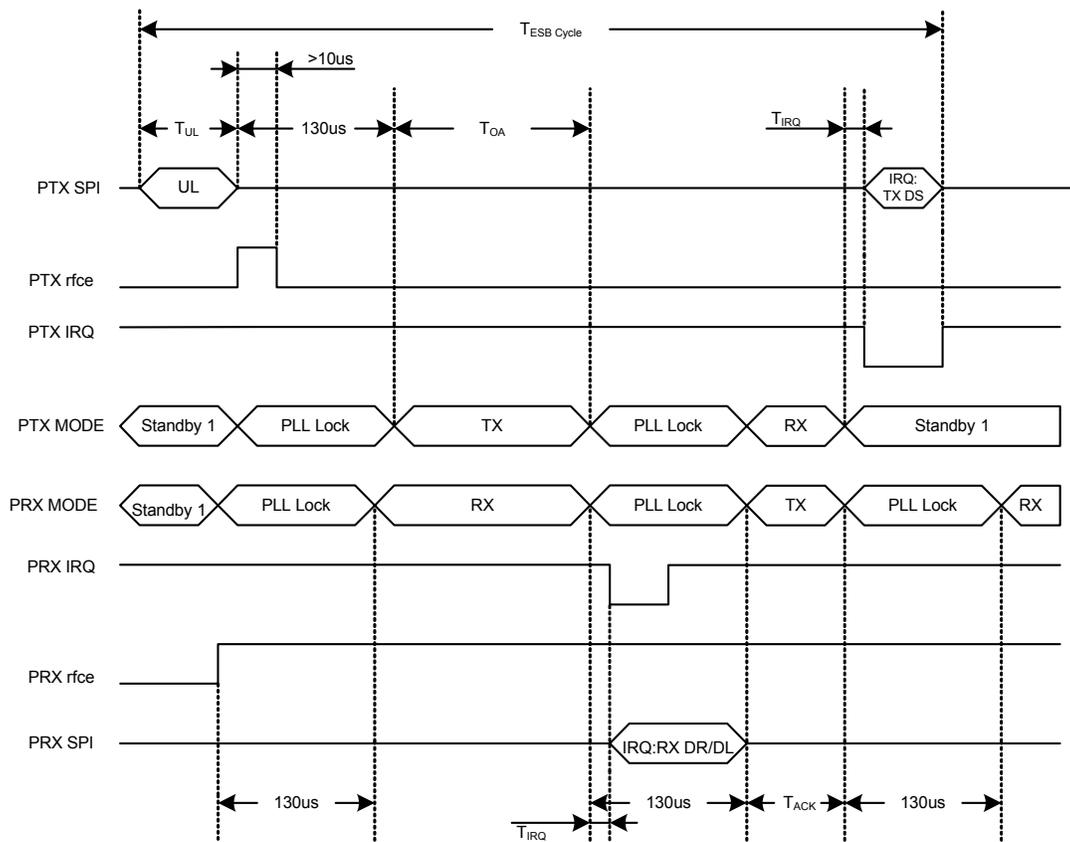 TESB Cycle
>10us
TUL
130us
TOA
TIRQ
PTX SPI
UL
IRQ:
TX DS
PTX rfce
PTX IRQ
PTX MODE
Standby 1
PLL Lock
TX
PLL Lock
RX
Standby 1
PRX MODE
Standby 1
PLL Lock
RX
PLL Lock
TX
PLL Lock
RX
PRX IRQ
PRX rfce
PRX SPI
IRQ:RX DR/DL
130us
130us
TACK
130us
TIRQ